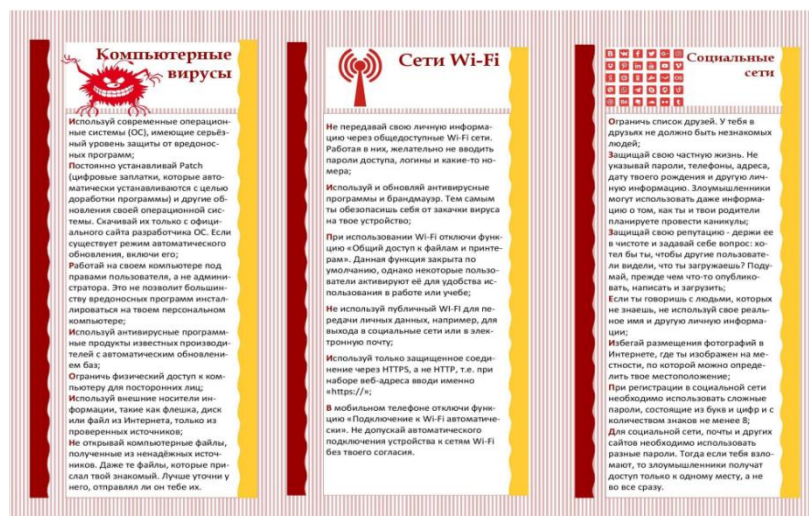 Компьютерные
вирусы
Используй современные операцион-
ные системы (ОС), имеющие серьёз-
ный уровень защиты от вредонос-
ных программ;
Постоянно устанавливай Patch
(цифровые заплатки, которые авто-
матически устанавливаются с целью
доработки программы) и другие об-
новления своей операционной сис-
темы. Скачивай их только с офици-
ального сайта разработчика ОС. Если
существует режим автоматического
обновления, включи его;
Работай на своем компьютере под
правами пользователя, а не админи-
стратора. Это не позволит большин-
ству вредоносных программ инстал-
лироваться на твоем персональном
компьютере;
Используй антивирусные программ-
ные продукты известных производи-
телей с автоматическим обновлени-
ем баз;
Ограничь физический доступ к ком-
пьютеру для посторонних лиц;
Используй внешние носители ин-
формации, такие как флешка, диск
или файл из Интернета, только из
проверенных источников;
Не открывай компьютерные файлы,
полученные из ненадёжных источ-
ников. Даже те файлы, которые при-
слал твой знакомый. Лучше уточни у
него, отправлял ли он тебе их.
Сети Wi-Fi
Не передавай свою личную информа-
цию через общедоступные Wi-Fi сети.
Работая в них, желательно не вводить
пароли доступа, логины и какие-то но-
мера;
Используй и обновляй антивирусные
программы и брандмауэр. Тем самым
ты обезопасишь себя от закачки вируса
на твое устройство;
При использовании Wi-Fi отключи функ-
цию «Общий доступ к файлам и принте-
рам». Данная функция закрыта по
умолчанию, однако некоторые пользо-
ватели активируют её для удобства ис-
пользования в работе или учебе;
Не используй публичный WI-FI для пе-
редачи личных данных, например, для
выхода в социальные сети или в элек-
тронную почту;
Используй только защищенное соеди-
нение через HTTPS, а не HTTP, т.е. при
наборе веб-адреса вводи именно
«https://»;
В мобильном телефоне отключи функ-
цию «Подключение к Wi-Fi автоматиче-
ски». Не допускай автоматического
подключения устройства к сетям Wi-Fi
без твоего согласия.
Социальные
сети
Ограничь список друзей. У тебя в
друзьях не должно быть незнакомых
людей;
Защищай свою частную жизнь. Не
указывай пароли, телефоны, адреса,
дату твоего рождения и другую лич-
ную информацию. Злоумышленники
могут использовать даже информа-
цию о том, как ты и твои родители
планируете провести каникулы;
Защищай свою репутацию - держи ее
в чистоте и задавай себе вопрос: хо-
тел бы ты, чтобы другие пользовате-
ли видели, что ты загружаешь? Поду-
май, прежде чем что-то опублико-
вать, написать и загрузить;
Если ты говоришь с людьми, которых
не знаешь, не используй свое реаль-
ное имя и другую личную информа-
ции;
Избегай размещения фотографий в
Интернете, где ты изображен на ме-
стности, по которой можно опреде-
лить твое местоположение;
При регистрации в социальной сети
необходимо использовать сложные
пароли, состоящие из букв и цифр и с
количеством знаков не менее 8;
Для социальной сети, почты и других
сайтов необходимо использовать
разные пароли. Тогда если тебя взло-
мают, то злоумышленники получат
доступ только к одному месту, а не
во все сразу.